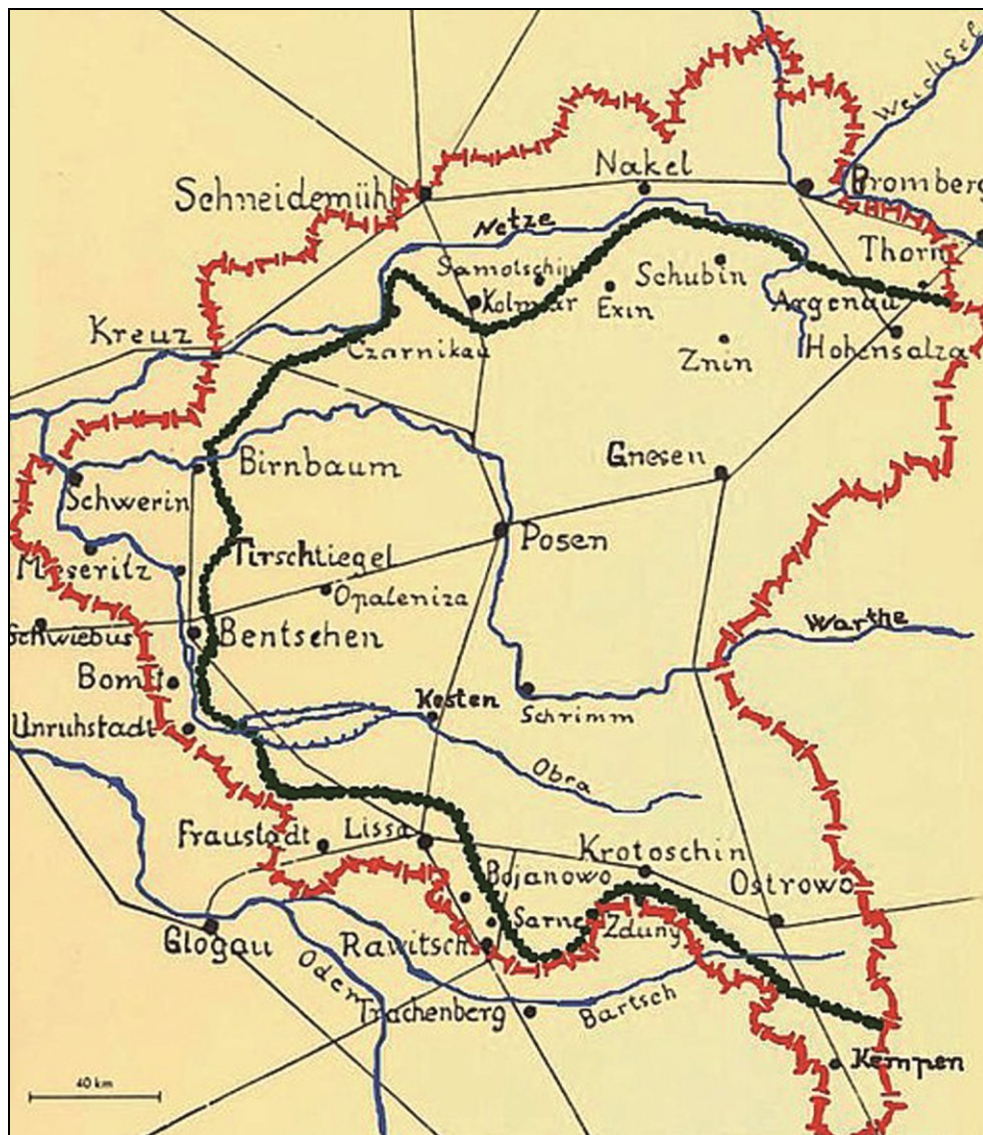 Weichsel
Nakel
Schneidemühl
Bromberg
Netze
Thorn
Samotschin
Schubin
Kolmar
Exin
Argenau
Kreuz
Czarnikau
Znin
Hohensalza
Birnbaum
Gnesen
Schwerin
Posen
Tirschtiegel
Meseritz
Opaleniza
Schwiebus
Bentschen
Warthe
Bomst
Kosten
Schrimm
Unruhstadt
Obra
Fraustadt
Lissa
Krotoschin
Bojanowo
Ostrowo
Sarne
Zduny
Glogau
Rawitsch
Oder
Trachenberg
Bartsch
Kempen
40 km